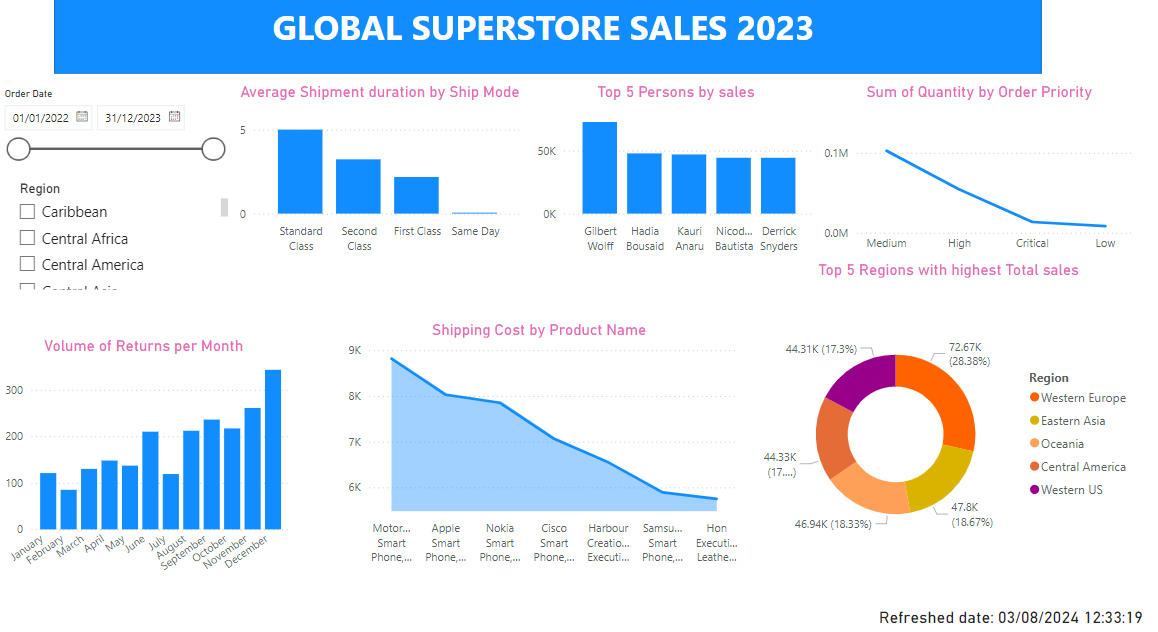 GLOBAL SUPERSTORE SALES 2023
Order Date
01/01/2022
31/12/2023
Region
Caribbean
Central Africa
Central America
Central Asia
Average Shipment duration by Ship Mode
5
0
Standard
Class
Second
Class
First Class
Same Day
Top 5 Persons by sales
50K
0K
Gilbert
Wolff
Hadia
Bousaid
Kauri
Anaru
Nicod...
Bautista
Derrick
Snyders
Sum of Quantity by Order Priority
0.1M
0.0M
Medium
High
Critical
Low
Volume of Returns per Month
300
200
100
0
January
February
March
April
May
June
July
August
September
October
November
December
Shipping Cost by Product Name
9K
8K
7K
6K
Motor...
Smart
Phone,...
Apple
Smart
Phone,...
Nokia
Smart
Phone,...
Cisco
Smart
Phone,...
Harbour
Creatio...
Executi...
Samsu...
Smart
Phone,...
Hon
Executi...
Leathe...
Top 5 Regions with highest Total sales
44.31K (17.3%)
72.67K
(28.38%)
44.33K
(17....)
46.94K (18.33%)
47.8K
(18.67%)
Region
Western Europe
Eastern Asia
Oceania
Central America
Western US
Refreshed date: 03/08/2024 12:33:19